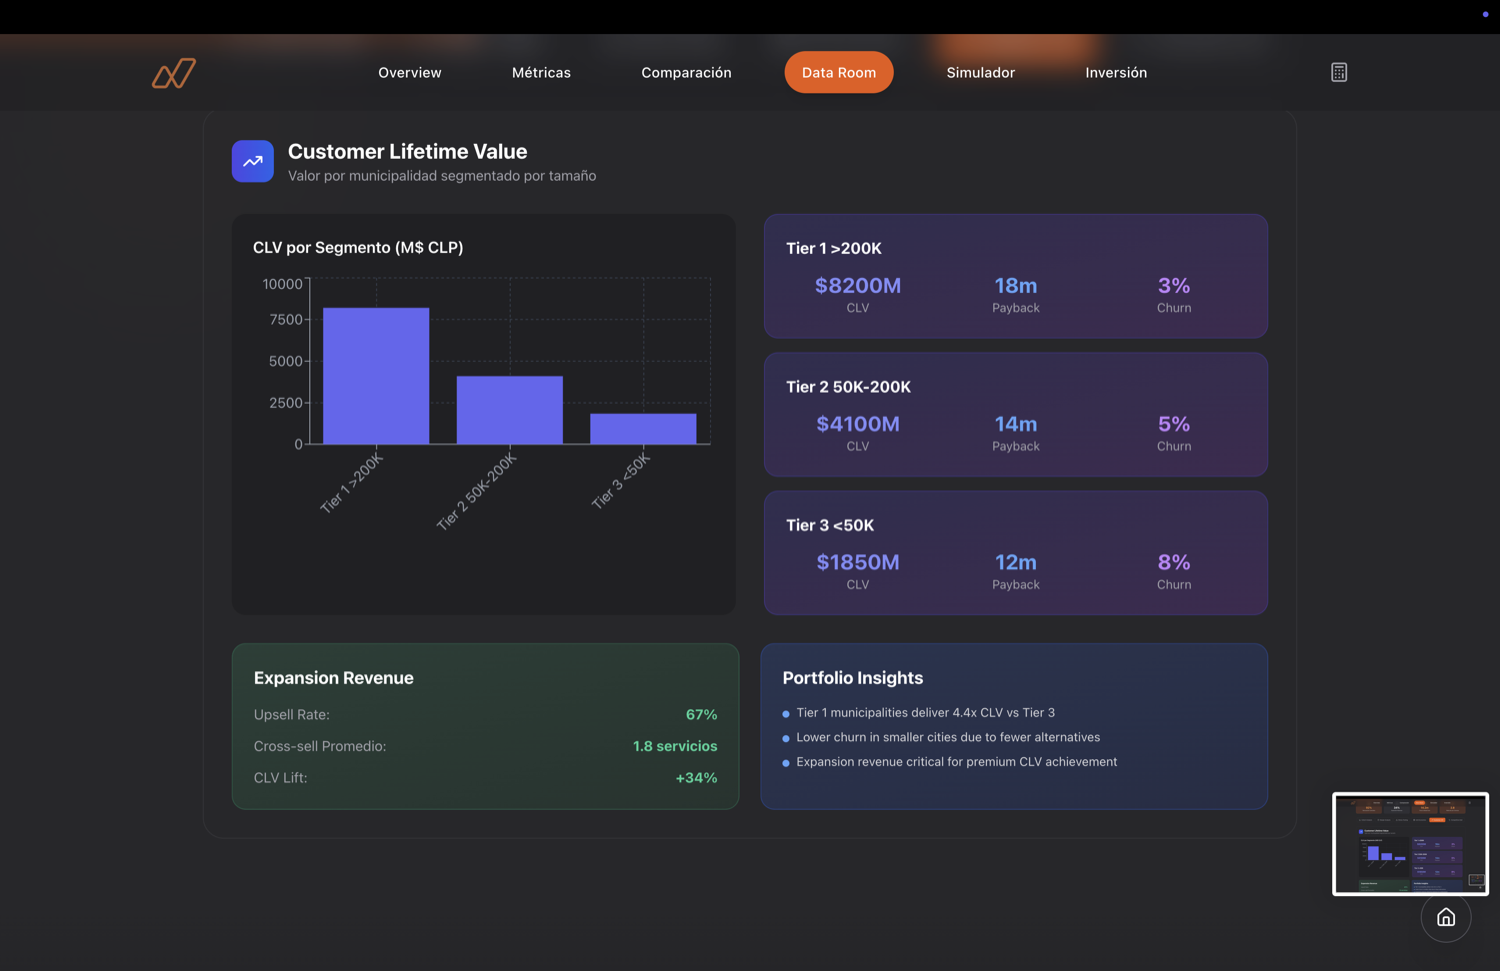 Overview Métricas Comparación Data Room Simulador Inversión
Customer Lifetime Value
Valor por municipalidad segmentado por tamaño
CLV por Segmento (M$ CLP)
10000
7500
5000
2500
0
Tier 1 >200K
Tier 2 50K-200K
Tier 3 <50K
Tier 1 >200K
$8200M 18m 3%
CLV Payback Churn
Tier 2 50K-200K
$4100M 14m 5%
CLV Payback Churn
Tier 3 <50K
$1850M 12m 8%
CLV Payback Churn
Expansion Revenue
Upsell Rate: 67%
Cross-sell Promedio: 1.8 servicios
CLV Lift: +34%
Portfolio Insights
Tier 1 municipalities deliver 4.4x CLV vs Tier 3
Lower churn in smaller cities due to fewer alternatives
Expansion revenue critical for premium CLV achievement